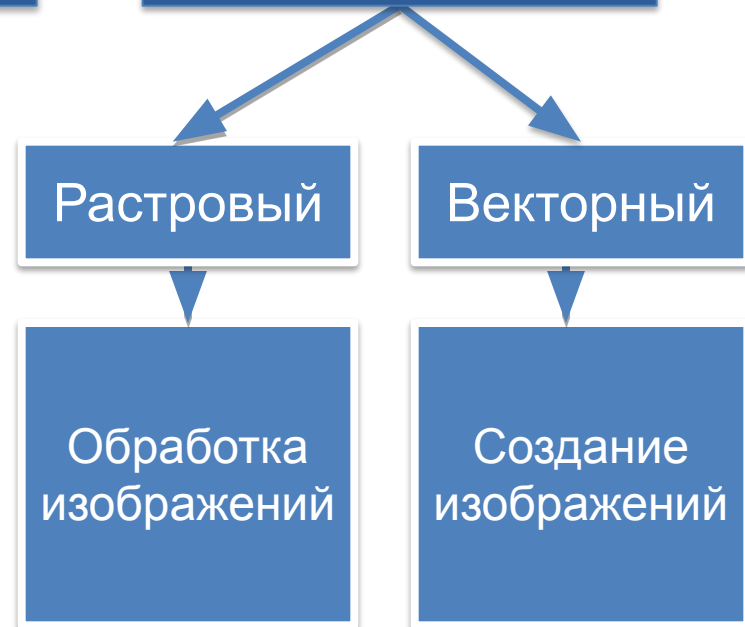 Растровый
Векторный
Обработка
изображений
Создание
изображений